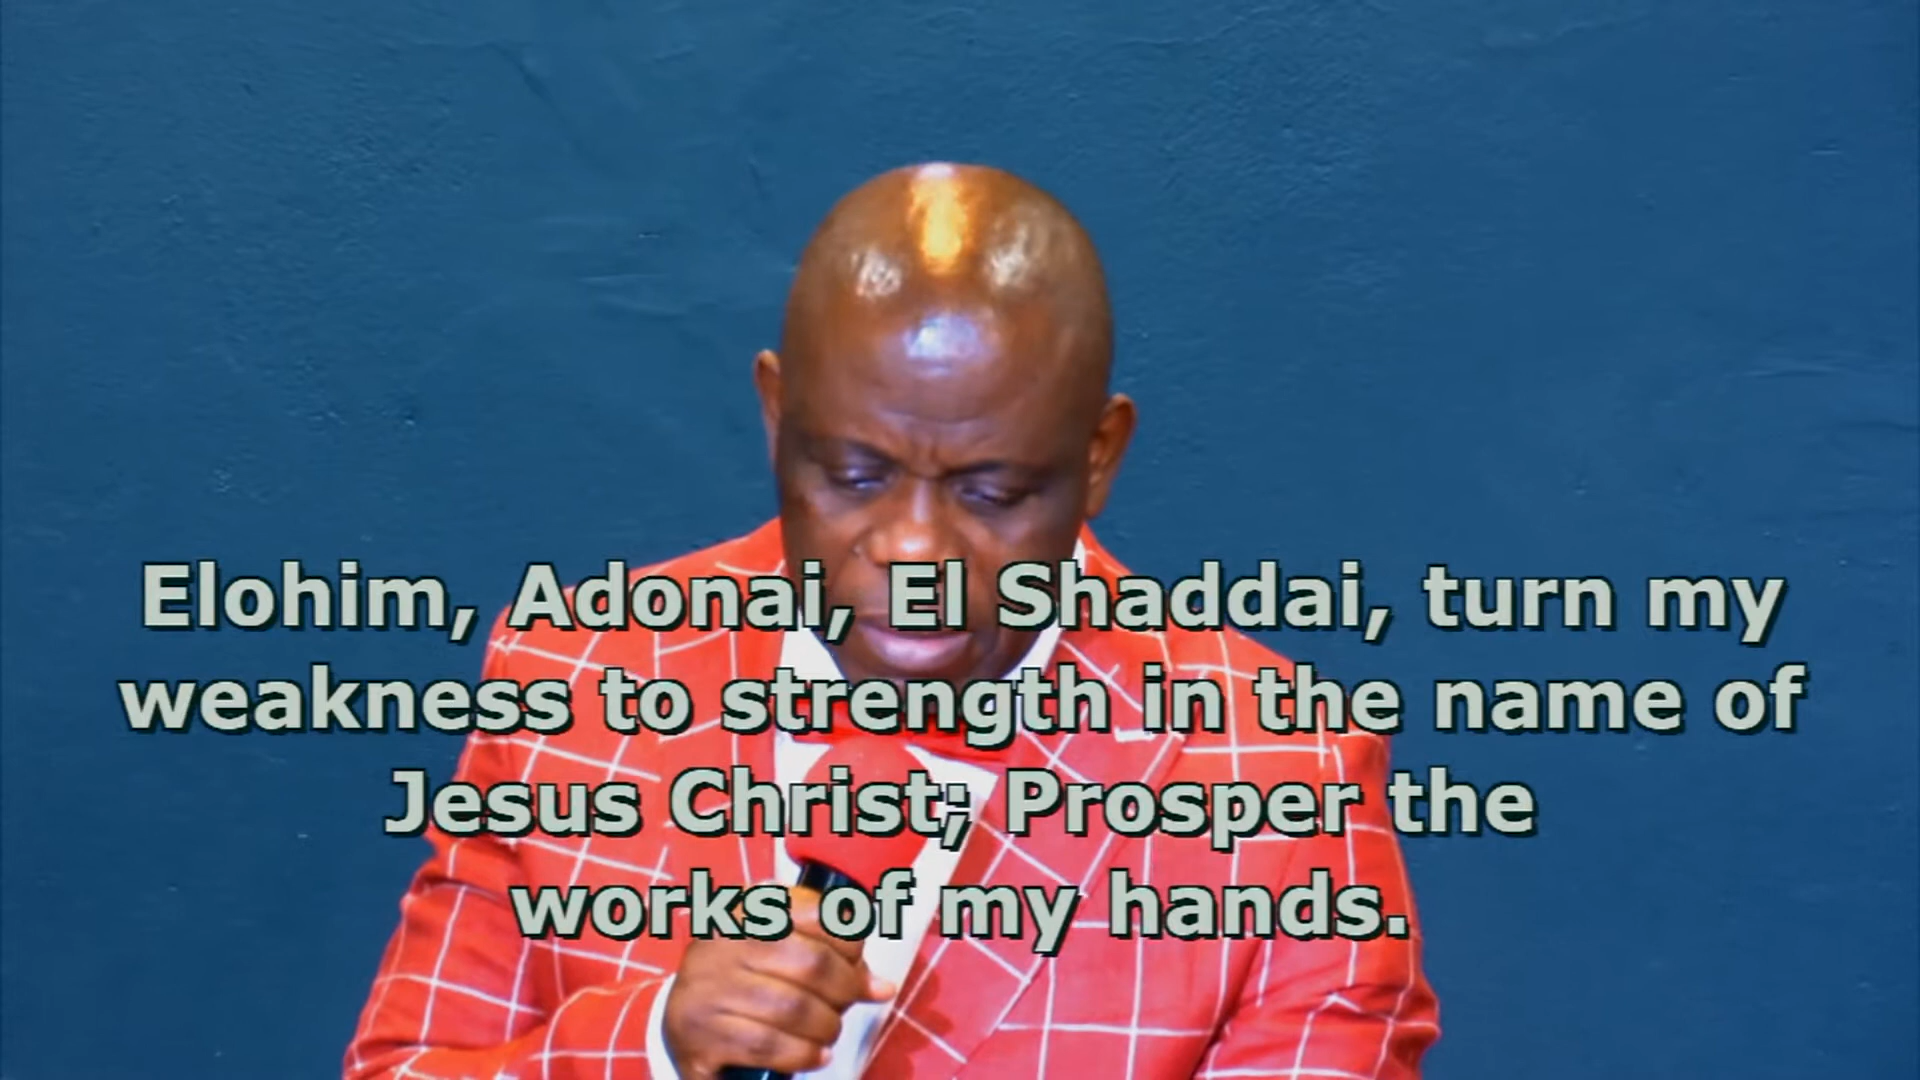 Elohim, Adonai, El Shaddai, turn my
weakness to strength in the name of
Jesus Christ; Prosper the
works of my hands.